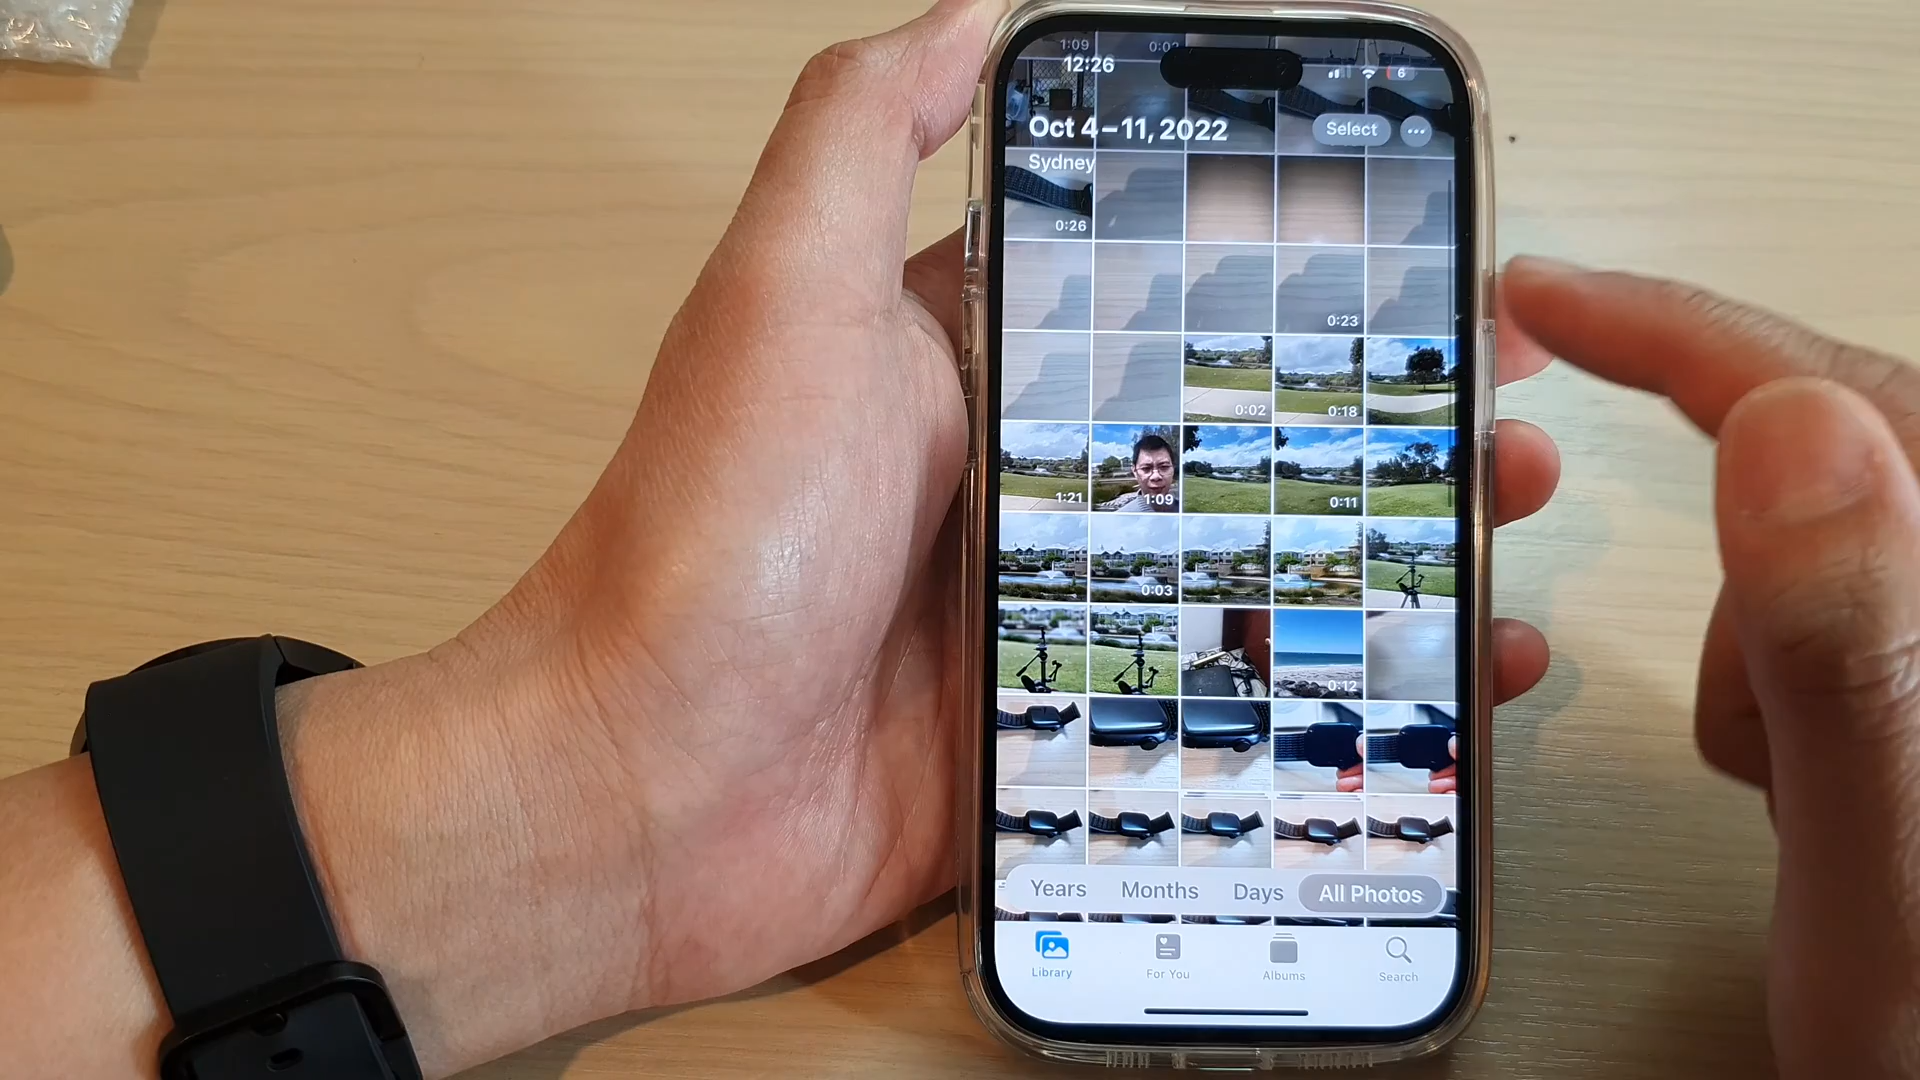 1:09
0:02
12:26
6
Oct 4–11, 2022
Select
Sydney
0:26
0:23
0:02
0:18
1:21
1:09
0:11
0:03
0:12
Years Months Days All Photos
Library For You Albums Search